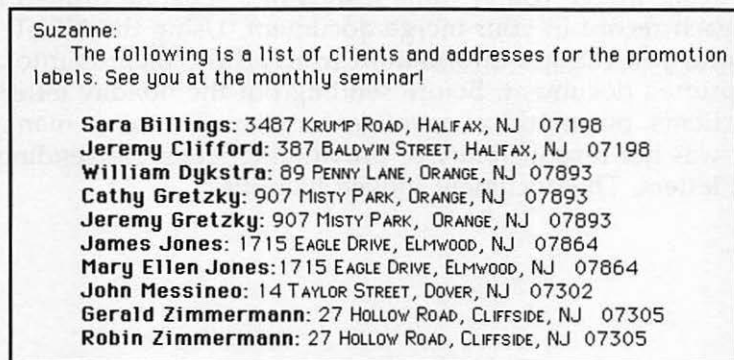 Suzanne:
The following is a list of clients and addresses for the promotion
labels. See you at the monthly seminar!
Sara Billings: 3487 KRUMP ROAD, HALIFAX, NJ 07198
Jeremy Clifford: 387 BALDWIN STREET, HALIFAX, NJ 07198
William Dykstra: 89 PENNY LANE, ORANGE, NJ 07893
Cathy Gretzky: 907 MISTY PARK, ORANGE, NJ 07893
Jeremy Gretzky: 907 MISTY PARK, ORANGE, NJ 07893
James Jones: 1715 EAGLE DRIVE, ELMWOOD, NJ 07864
Mary Ellen Jones:1715 EAGLE DRIVE, ELMWOOD, NJ 07864
John Messineo: 14 TAYLOR STREET, DOVER, NJ 07302
Gerald Zimmermann: 27 HOLLOW ROAD, CLIFFSIDE, NJ 07305
Robin Zimmermann: 27 HOLLOW ROAD, CLIFFSIDE, NJ 07305